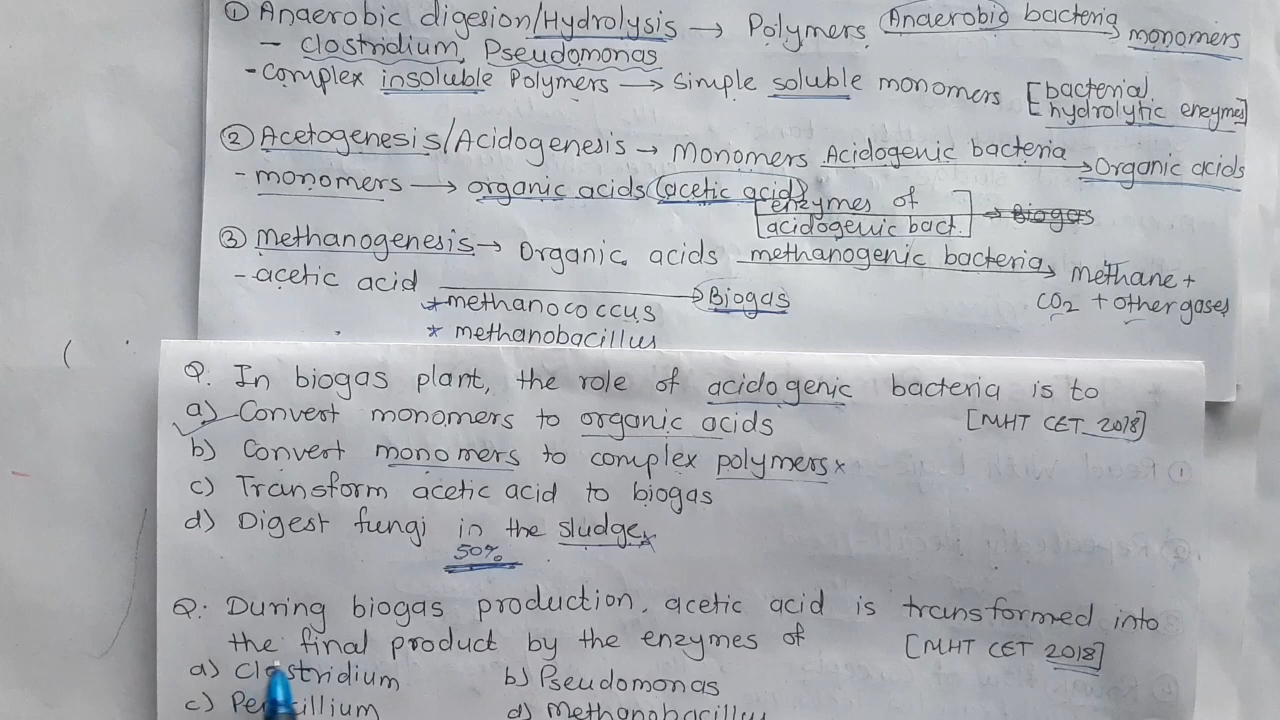 ① Anaerobic digesion/Hydrolysis → Polymers Anaerobic bacteria monomers
- clostridium, Pseudomonas
- complex insoluble Polymers → simple soluble monomers [bacterial hydrolytic enzymes]
② Acetogenesis/Acidogenesis → Monomers Acidogenic bacteria → Organic acids
- monomers → organic acids (acetic acid)
enzymes of acidogenic bact. → Biogas
③ methanogenesis → Organic acids methanogenic bacteria → methane + CO2 + other gases
- acetic acid → Biogas
* methanococcus
* methanobacillus
Q. In biogas plant, the role of acidogenic bacteria is to
a) Convert monomers to organic acids [MHT CET 2018]
b) Convert monomers to complex polymers ×
c) Transform acetic acid to biogas
d) Digest fungi in the sludge ×
50%
Q. During biogas production, acetic acid is transformed into
the final product by the enzymes of [MHT CET 2018]
a) Clostridium b) Pseudomonas
d) Methanobacillus